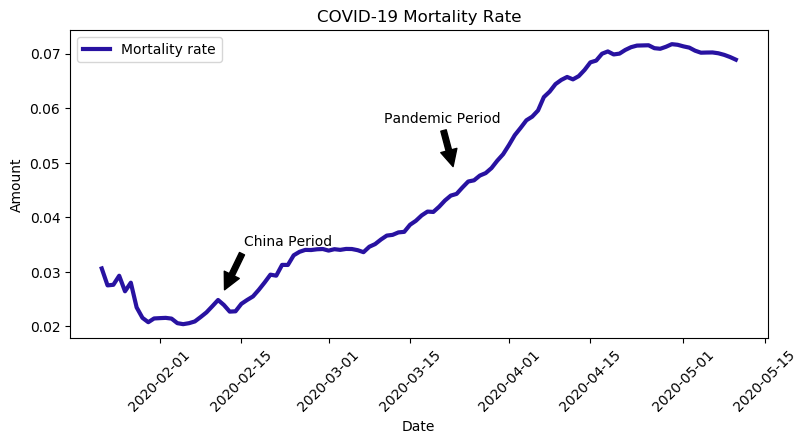 COVID-19 Mortality Rate
Mortality rate
0.07
0.06
0.05
0.04
0.03
0.02
Amount
Pandemic Period
China Period
2020-02-01
2020-02-15
2020-03-01
2020-03-15
2020-04-01
2020-04-15
2020-05-01
2020-05-15
Date